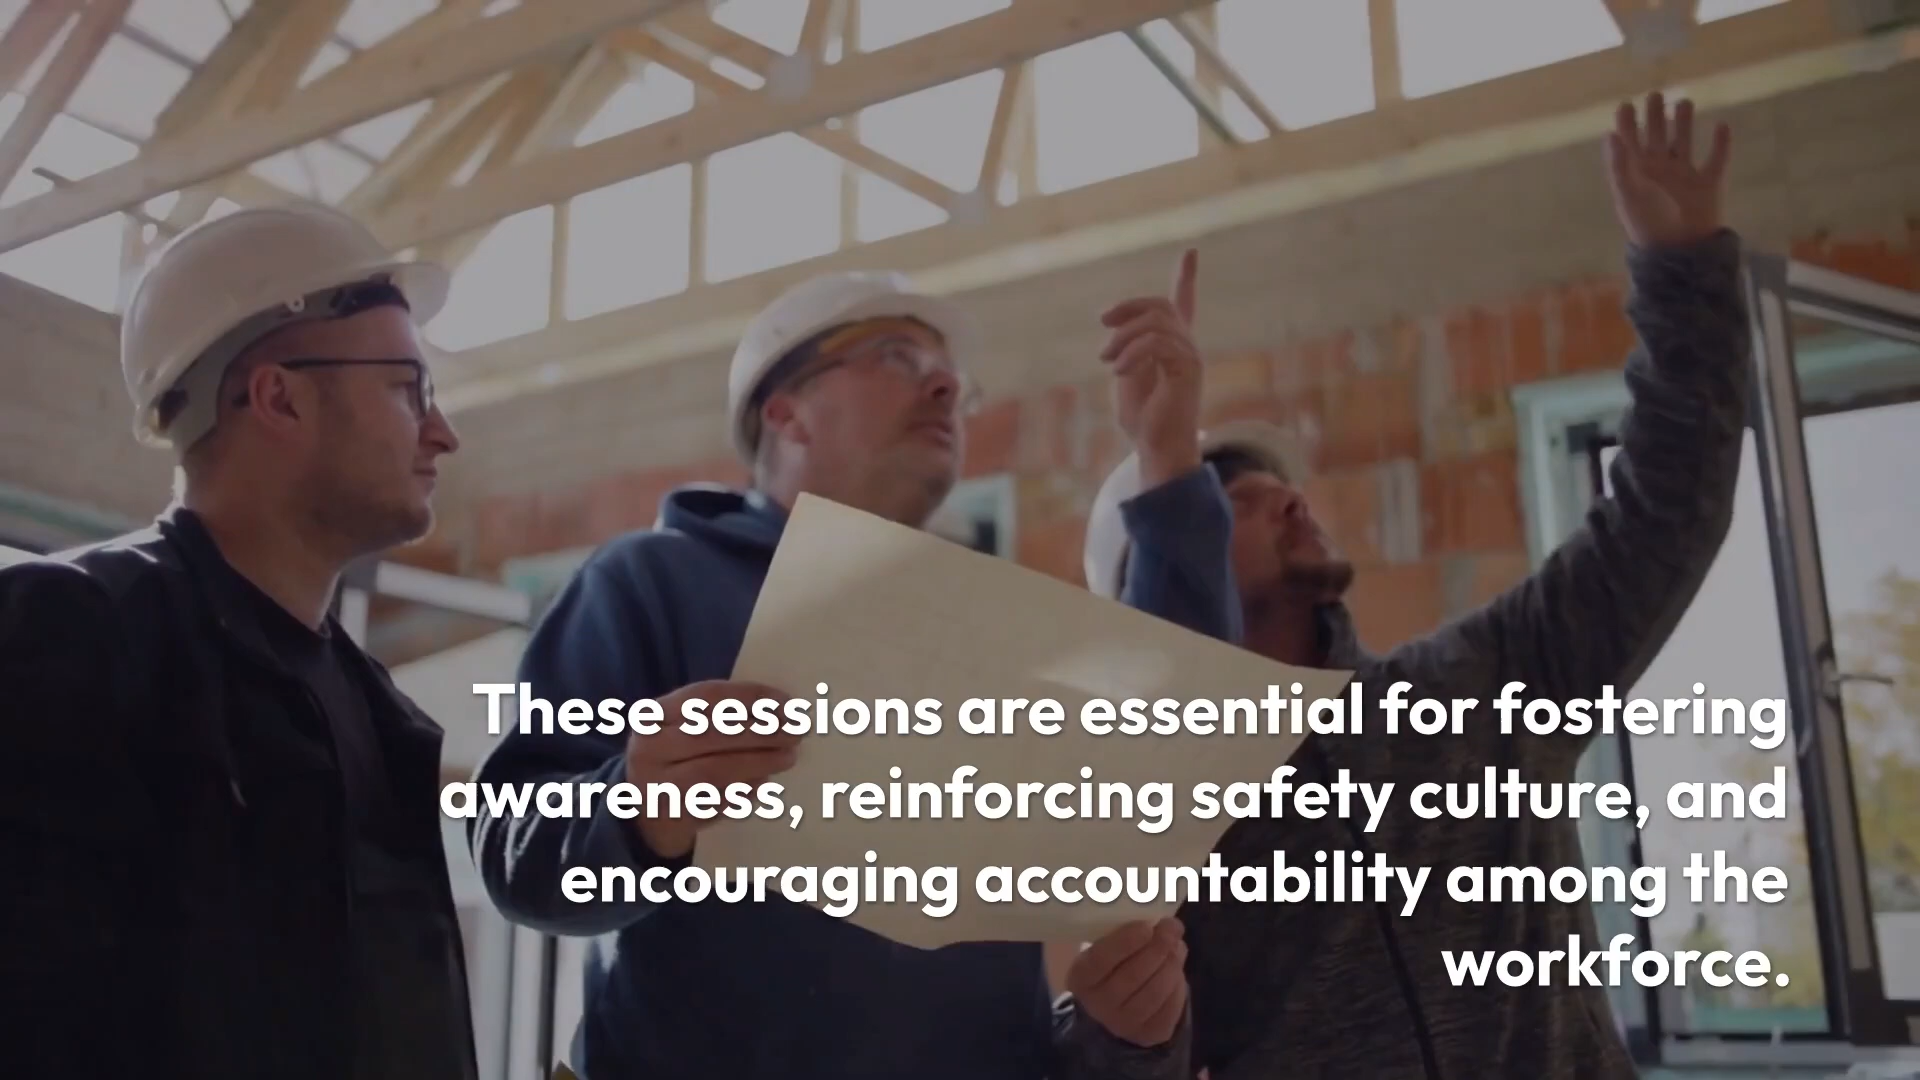 These sessions are essential for fostering
awareness, reinforcing safety culture, and
encouraging accountability among the
workforce.